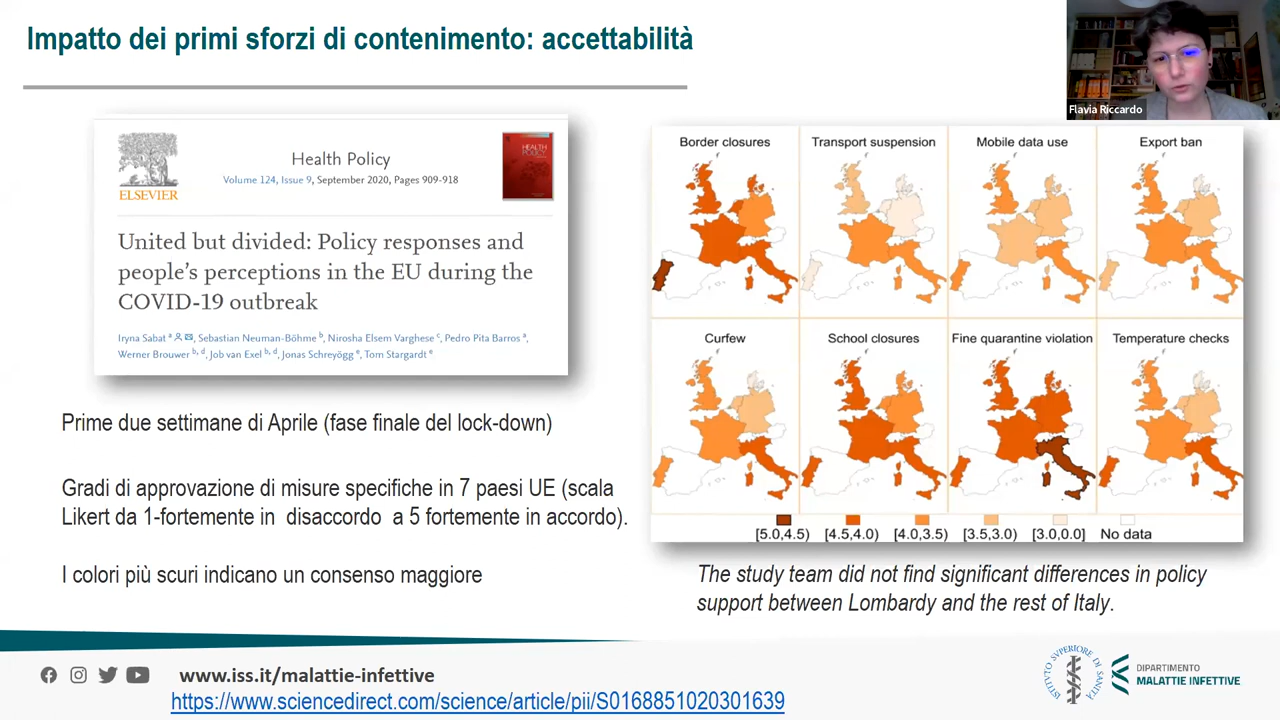 Impatto dei primi sforzi di contenimento: accettabilità
Flavia Riccardo
ELSEVIER
Health Policy
Volume 124, Issue 9, September 2020, Pages 909-918
HEALTH POLICY
United but divided: Policy responses and
people's perceptions in the EU during the
COVID-19 outbreak
Iryna Sabat a, Sebastian Neuman-Böhme b, Nirosha Elsem Varghese c, Pedro Pita Barros a,
Werner Brouwer b, d, Job van Exel b, d, Jonas Schreyögg e, Tom Stargardt e
Prime due settimane di Aprile (fase finale del lock-down)
Gradi di approvazione di misure specifiche in 7 paesi UE (scala
Likert da 1-fortemente in disaccordo a 5 fortemente in accordo).
I colori più scuri indicano un consenso maggiore
Border closures
Transport suspension
Mobile data use
Export ban
Curfew
School closures
Fine quarantine violation
Temperature checks
[5.0,4.5)
[4.5,4.0)
[4.0,3.5)
[3.5,3.0)
[3.0,0.0]
No data
The study team did not find significant differences in policy
support between Lombardy and the rest of Italy.
www.iss.it/malattie-infettive
https://www.sciencedirect.com/science/article/pii/S0168851020301639
ISTITUTO SUPERIORE DI SANITÀ
DIPARTIMENTO
MALATTIE INFETTIVE